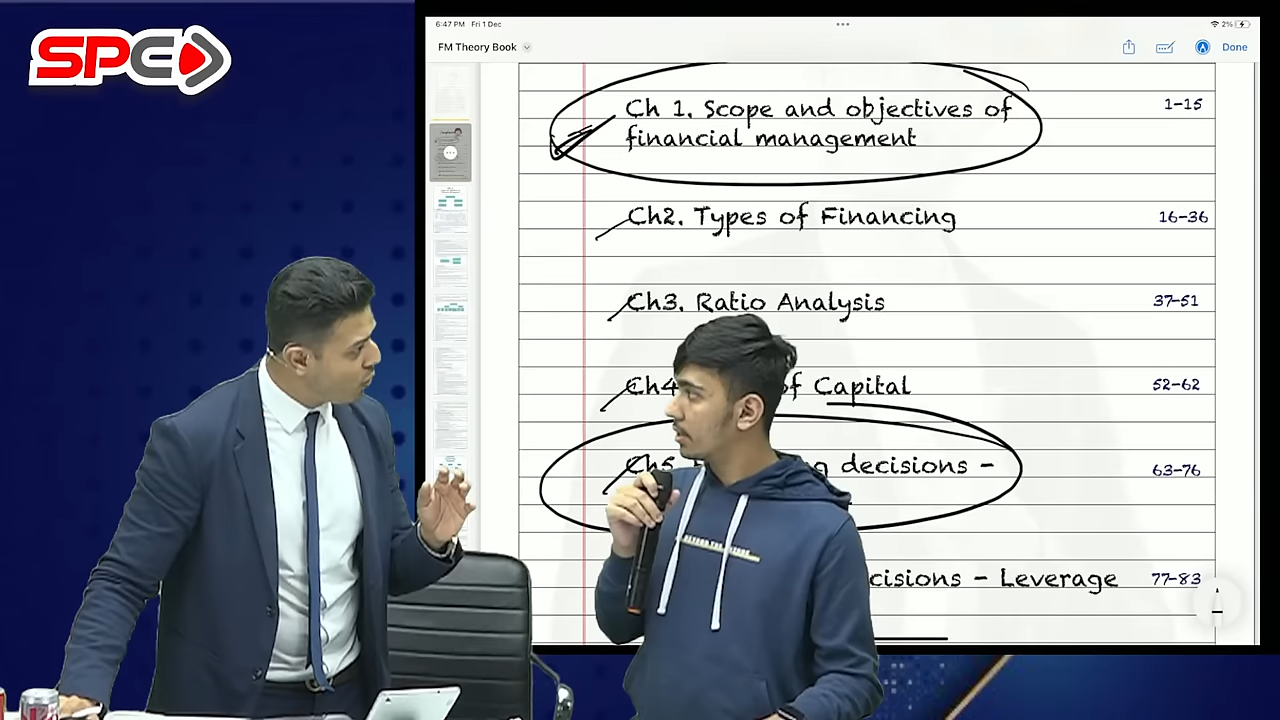 SPC
6:47 PM Fri 1 Dec
2%
FM Theory Book
Done
Ch 1. Scope and objectives of
financial management
1-15
Ch2. Types of Financing
16-36
Ch3. Ratio Analysis
37-51
Ch4
of Capital
52-62
Ch5
decisions -
63-76
cisions - Leverage
77-83